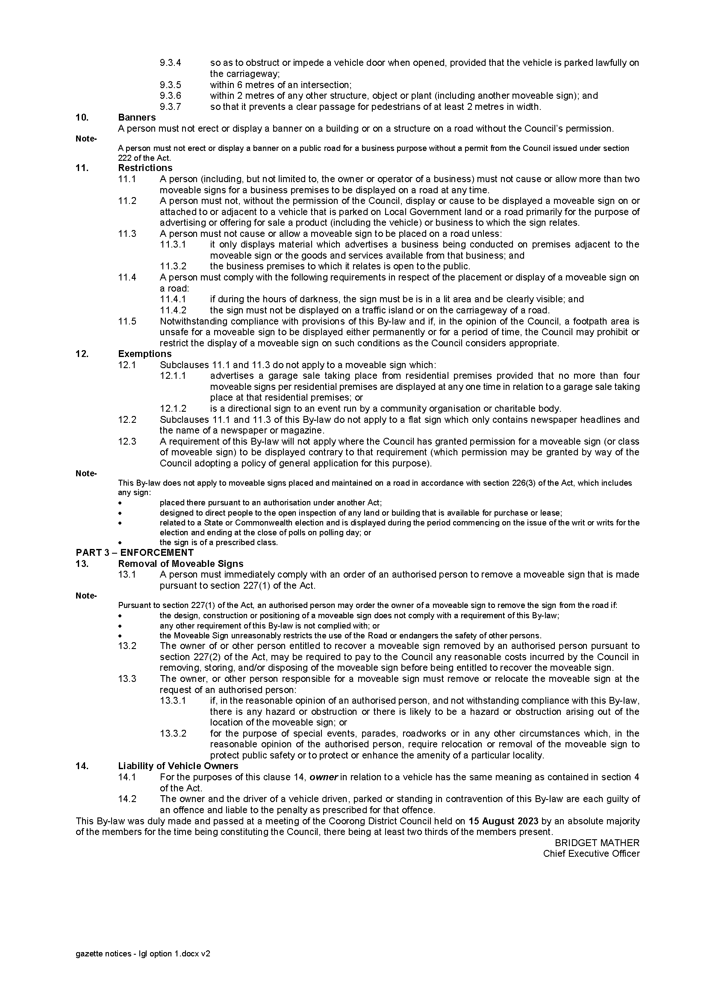 9.3.4 so as to obstruct or impede a vehicle door when opened, provided that the vehicle is parked lawfully on
the carriageway;
9.3.5 within 6 metres of an intersection;
9.3.6 within 2 metres of any other structure, object or plant (including another moveable sign); and
9.3.7 so that it prevents a clear passage for pedestrians of at least 2 metres in width.
10. Banners
A person must not erect or display a banner on a building or on a structure on a road without the Council's permission.
Note-
A person must not erect or display a banner on a public road for a business purpose without a permit from the Council issued under section
222 of the Act.
11. Restrictions
11.1 A person (including, but not limited to, the owner or operator of a business) must not cause or allow more than two
moveable signs for a business premises to be displayed on a road at any time.
11.2 A person must not, without the permission of the Council, display or cause to be displayed a moveable sign on or
attached to or adjacent to a vehicle that is parked on Local Government land or a road primarily for the purpose of
advertising or offering for sale a product (including the vehicle) or business to which the sign relates.
11.3 A person must not cause or allow a moveable sign to be placed on a road unless:
11.3.1 it only displays material which advertises a business being conducted on premises adjacent to the
moveable sign or the goods and services available from that business; and
11.3.2 the business premises to which it relates is open to the public.
11.4 A person must comply with the following requirements in respect of the placement or display of a moveable sign on
a road:
11.4.1 if during the hours of darkness, the sign must be is in a lit area and be clearly visible; and
11.4.2 the sign must not be displayed on a traffic island or on the carriageway of a road.
11.5 Notwithstanding compliance with provisions of this By-law and if, in the opinion of the Council, a footpath area is
unsafe for a moveable sign to be displayed either permanently or for a period of time, the Council may prohibit or
restrict the display of a moveable sign on such conditions as the Council considers appropriate.
12. Exemptions
12.1 Subclauses 11.1 and 11.3 do not apply to a moveable sign which:
12.1.1 advertises a garage sale taking place from residential premises provided that no more than four
moveable signs per residential premises are displayed at any one time in relation to a garage sale taking
place at that residential premises; or
12.1.2 is a directional sign to an event run by a community organisation or charitable body.
12.2 Subclauses 11.1 and 11.3 of this By-law do not apply to a flat sign which only contains newspaper headlines and
the name of a newspaper or magazine.
12.3 A requirement of this By-law will not apply where the Council has granted permission for a moveable sign (or class
of moveable sign) to be displayed contrary to that requirement (which permission may be granted by way of the
Council adopting a policy of general application for this purpose).
Note-
This By-law does not apply to moveable signs placed and maintained on a road in accordance with section 226(3) of the Act, which includes
any sign:
• placed there pursuant to an authorisation under another Act;
• designed to direct people to the open inspection of any land or building that is available for purchase or lease;
• related to a State or Commonwealth election and is displayed during the period commencing on the issue of the writ or writs for the
election and ending at the close of polls on polling day; or
• the sign is of a prescribed class.
PART 3 – ENFORCEMENT
13. Removal of Moveable Signs
13.1 A person must immediately comply with an order of an authorised person to remove a moveable sign that is made
pursuant to section 227(1) of the Act.
Note-
Pursuant to section 227(1) of the Act, an authorised person may order the owner of a moveable sign to remove the sign from the road if:
• the design, construction or positioning of a moveable sign does not comply with a requirement of this By-law;
• any other requirement of this By-law is not complied with; or
• the Moveable Sign unreasonably restricts the use of the Road or endangers the safety of other persons.
13.2 The owner of or other person entitled to recover a moveable sign removed by an authorised person pursuant to
section 227(2) of the Act, may be required to pay to the Council any reasonable costs incurred by the Council in
removing, storing, and/or disposing of the moveable sign before being entitled to recover the moveable sign.
13.3 The owner, or other person responsible for a moveable sign must remove or relocate the moveable sign at the
request of an authorised person:
13.3.1 if, in the reasonable opinion of an authorised person, and not withstanding compliance with this By-law,
there is any hazard or obstruction or there is likely to be a hazard or obstruction arising out of the
location of the moveable sign; or
13.3.2 for the purpose of special events, parades, roadworks or in any other circumstances which, in the
reasonable opinion of the authorised person, require relocation or removal of the moveable sign to
protect public safety or to protect or enhance the amenity of a particular locality.
14. Liability of Vehicle Owners
14.1 For the purposes of this clause 14, owner in relation to a vehicle has the same meaning as contained in section 4
of the Act.
14.2 The owner and the driver of a vehicle driven, parked or standing in contravention of this By-law are each guilty of
an offence and liable to the penalty as prescribed for that offence.
This By-law was duly made and passed at a meeting of the Coorong District Council held on 15 August 2023 by an absolute majority
of the members for the time being constituting the Council, there being at least two thirds of the members present.
BRIDGET MATHER
Chief Executive Officer
gazette notices - lgl option 1.docx v2